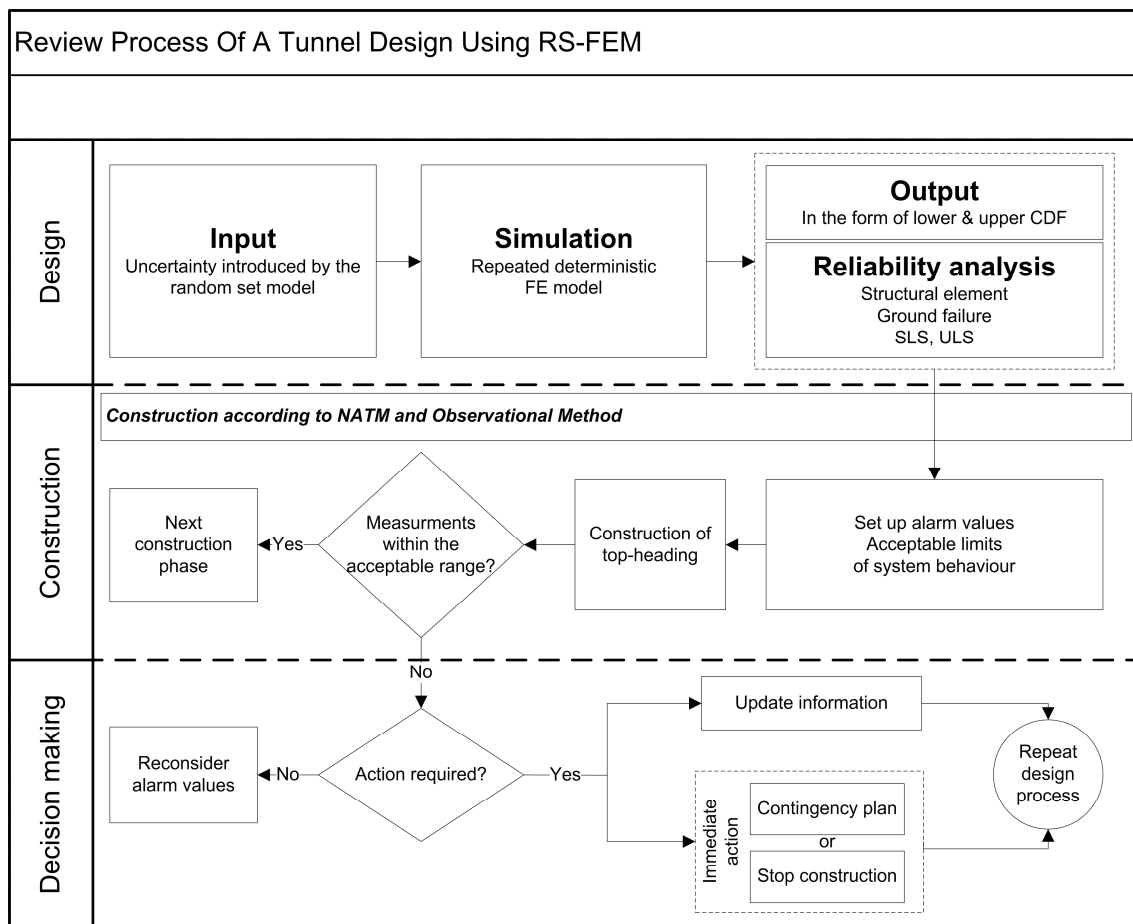 Review Process Of A Tunnel Design Using RS-FEM
Design
Input
Uncertainty introduced by the
random set model
Simulation
Repeated deterministic
FE model
Output
In the form of lower & upper CDF
Reliability analysis
Structural element
Ground failure
SLS, ULS
Construction
Construction according to NATM and Observational Method
Next
construction
phase
Yes
Measurments
within the
acceptable range?
Construction of
top-heading
Set up alarm values
Acceptable limits
of system behaviour
No
Decision making
Reconsider
alarm values
No
Action required?
Yes
Update information
Immediate
action
Contingency plan
or
Stop construction
Repeat
design
process